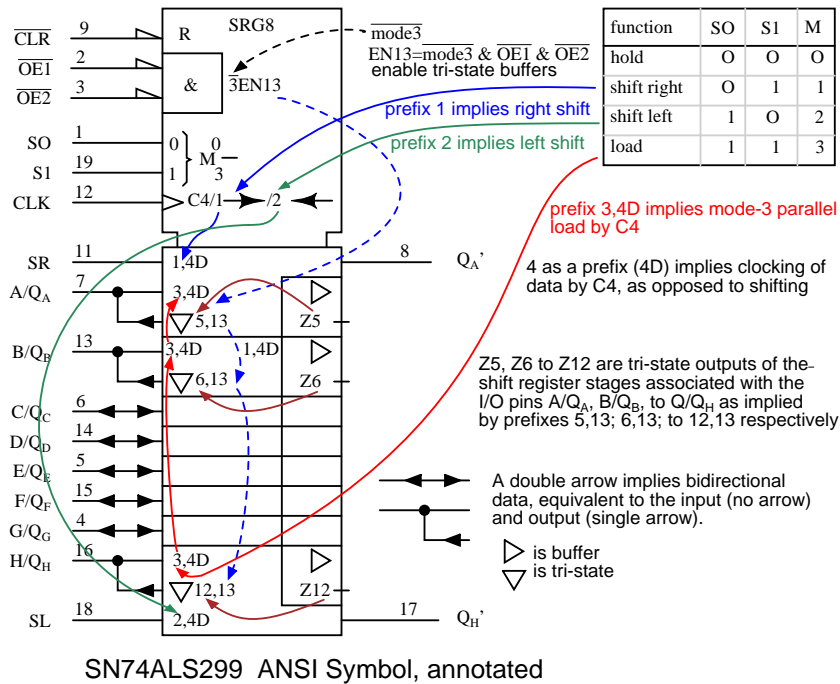 CLR 9 R SRG8
OE1 2
OE2 3 & 3EN13
mode3
EN13=mode3 & OE1 & OE2
enable tri-state buffers
function SO S1 M
hold O O O
shift right O 1 1
shift left 1 O 2
load 1 1 3
prefix 1 implies right shift
prefix 2 implies left shift
SO 1 0 0
M
S1 19 1 3
CLK 12 C4/1 /2
prefix 3,4D implies mode-3 parallel
load by C4
SR 11 1,4D 8 QA’
A/QA 7 3,4D
5,13 Z5
4 as a prefix (4D) implies clocking of
data by C4, as opposed to shifting
B/QB 13 3,4D 1,4D
6,13 Z6
Z5, Z6 to Z12 are tri-state outputs of the
shift register stages associated with the
I/O pins A/QA, B/QB, to Q/QH as implied
by prefixes 5,13; 6,13; to 12,13 respectively
C/QC 6
D/QD 14
E/QE 5
F/QF 15
G/QG 4
H/QH 16 3,4D
12,13 Z12
SL 18 2,4D 17 QH’
A double arrow implies bidirectional
data, equivalent to the input (no arrow)
and output (single arrow).
is buffer
is tri-state
SN74ALS299 ANSI Symbol, annotated